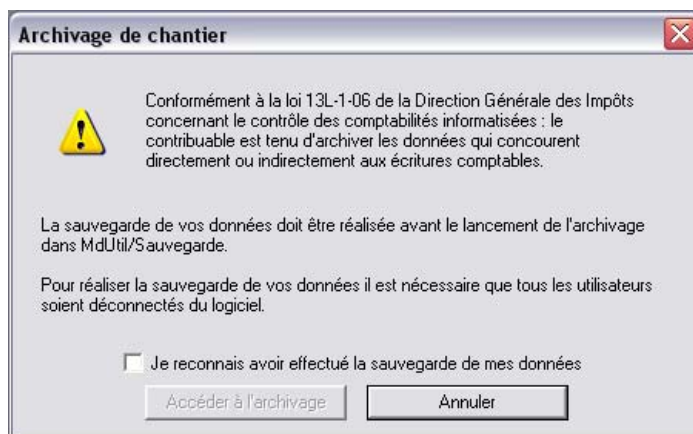 Archivage de chantier
Conformément à la loi 13L-1-06 de la Direction Générale des Impôts
concernant le contrôle des comptabilités informatisées : le
contribuable est tenu d'archiver les données qui concourent
directement ou indirectement aux écritures comptables.
La sauvegarde de vos données doit être réalisée avant le lancement de l'archivage
dans MdUtil/Sauvegarde.
Pour réaliser la sauvegarde de vos données il est nécessaire que tous les utilisateurs
soient déconnectés du logiciel.
Je reconnais avoir effectué la sauvegarde de mes données
Accéder à l'archivage
Annuler